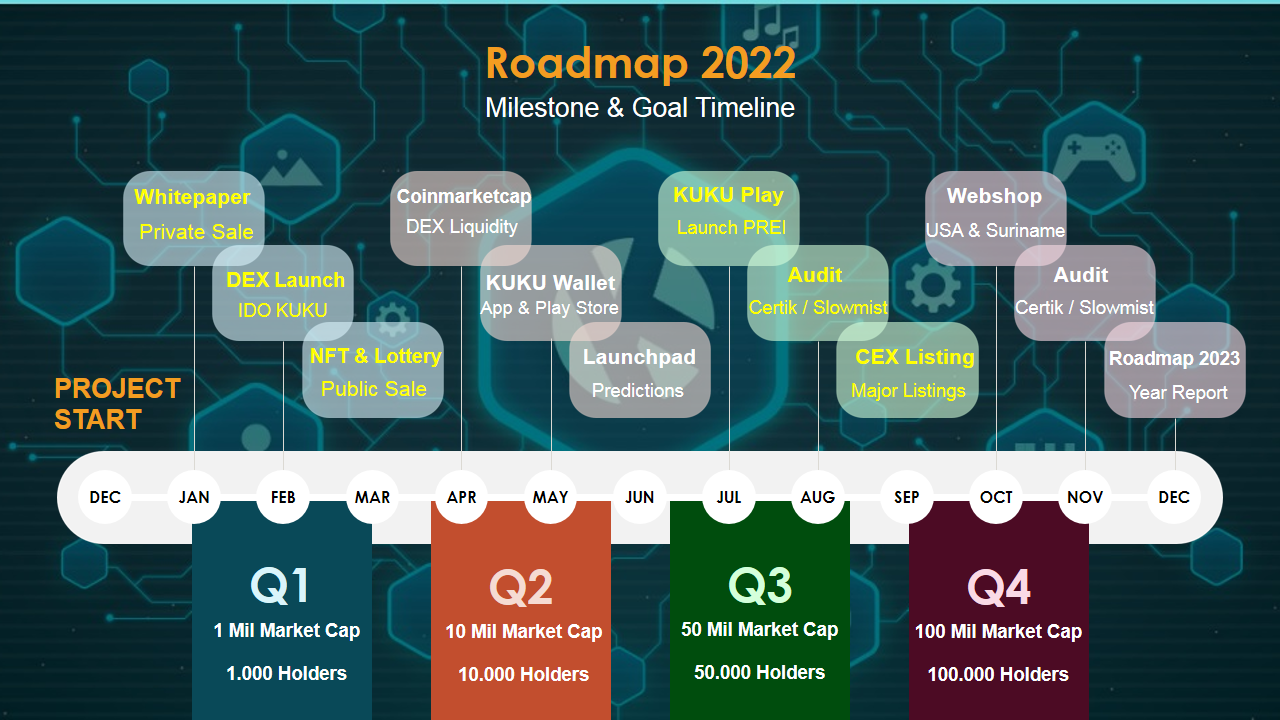 Roadmap 2022
Milestone & Goal Timeline
Whitepaper
Private Sale
DEX Launch
IDO KUKU
NFT & Lottery
Public Sale
Coinmarketcap
DEX Liquidity
KUKU Wallet
App & Play Store
Launchpad
Predictions
KUKU Play
Launch PREI
Audit
Certik / Slowmist
CEX Listing
Major Listings
Webshop
USA & Suriname
Audit
Certik / Slowmist
Roadmap 2023
Year Report
PROJECT
START
DEC JAN FEB MAR APR MAY JUN JUL AUG SEP OCT NOV DEC
Q1
1 Mil Market Cap
1.000 Holders
Q2
10 Mil Market Cap
10.000 Holders
Q3
50 Mil Market Cap
50.000 Holders
Q4
100 Mil Market Cap
100.000 Holders